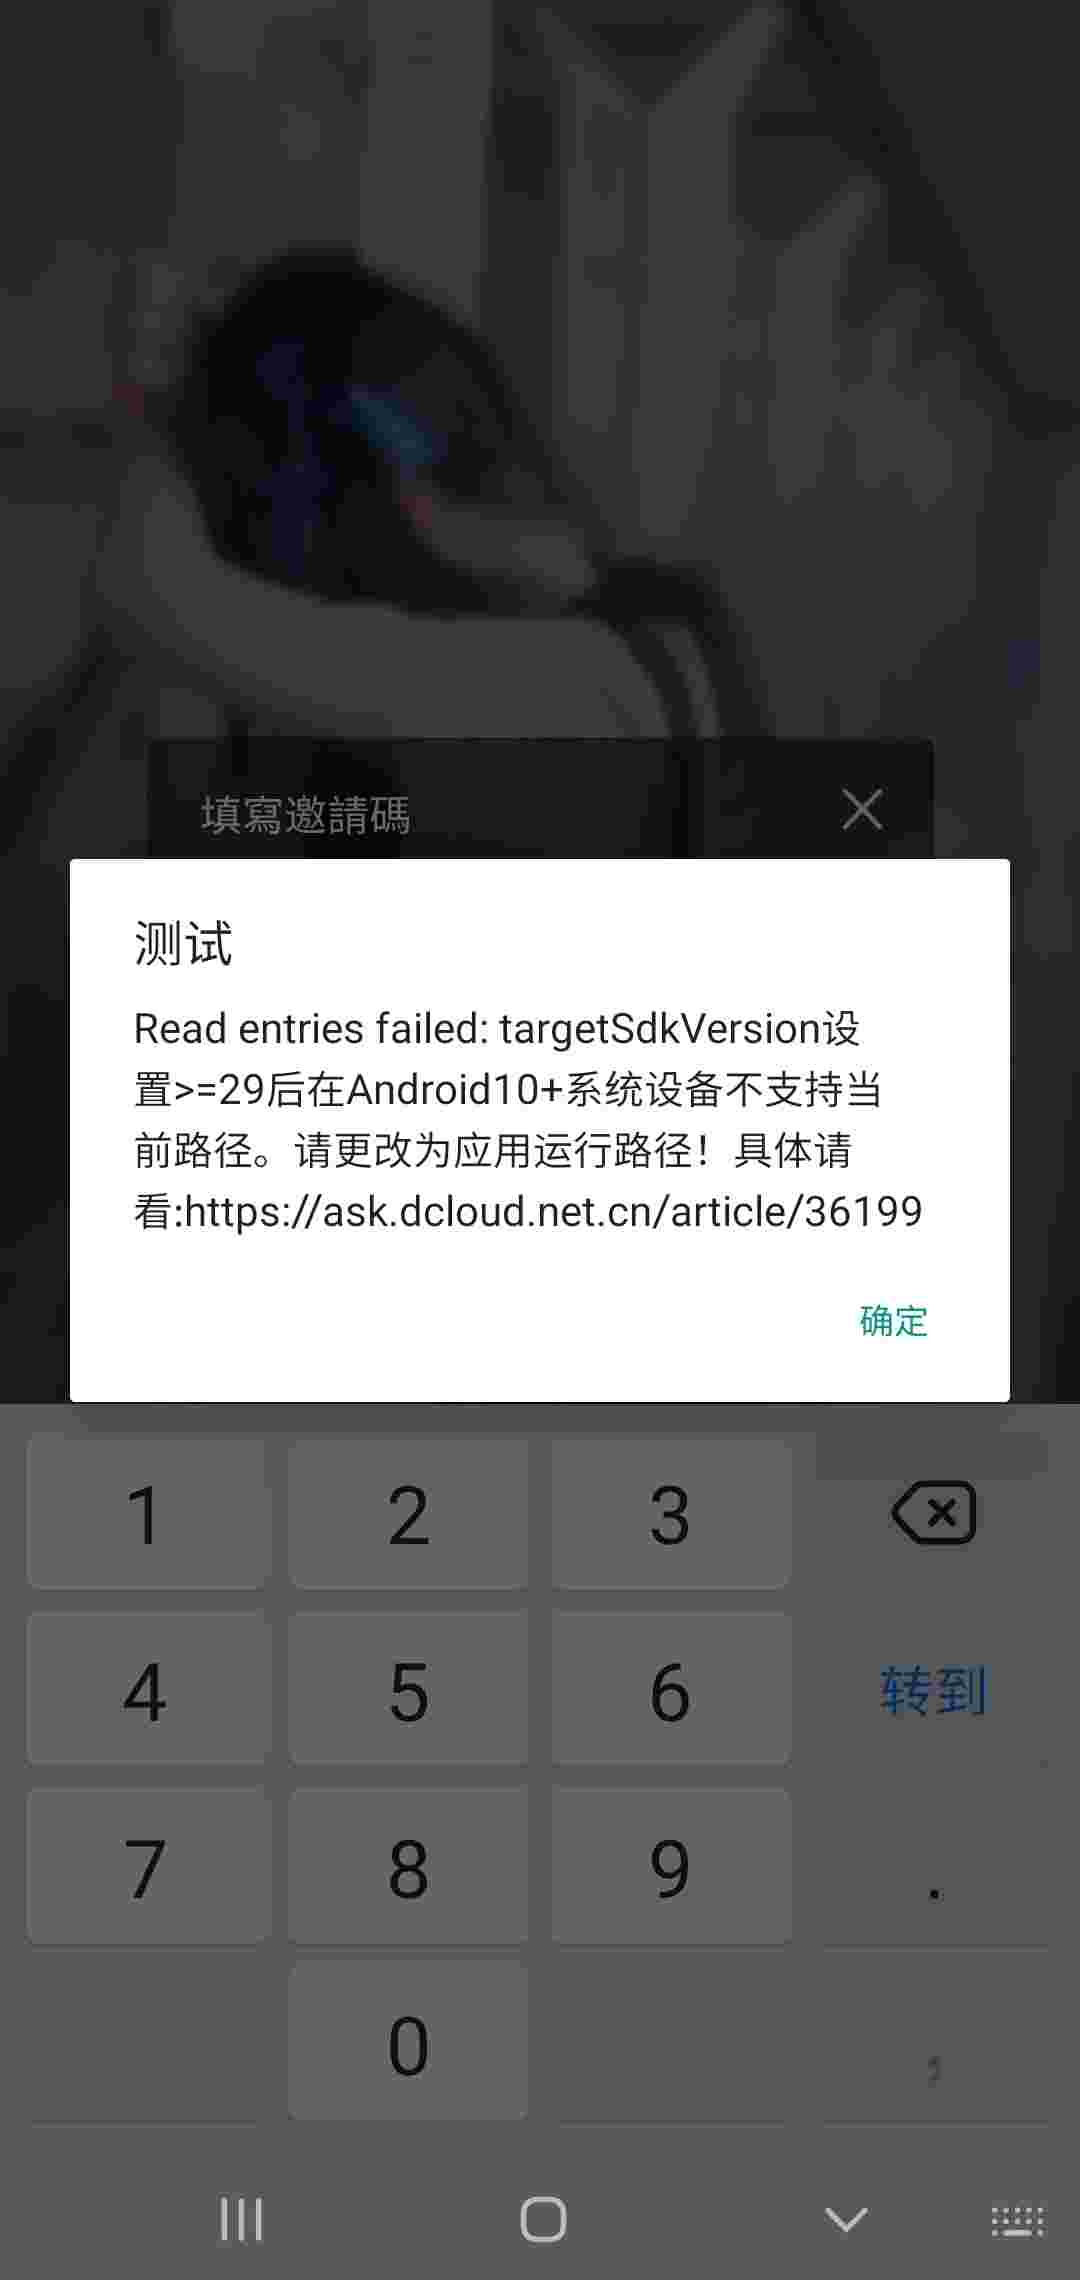 填寫邀請碼
测试
Read entries failed: targetSdkVersion设
置>=29后在Android10+系统设备不支持当
前路径。请更改为应用运行路径！具体请
看:https://ask.dcloud.net.cn/article/36199
确定
1 2 3
4 5 6 转到
7 8 9 .
0 ,